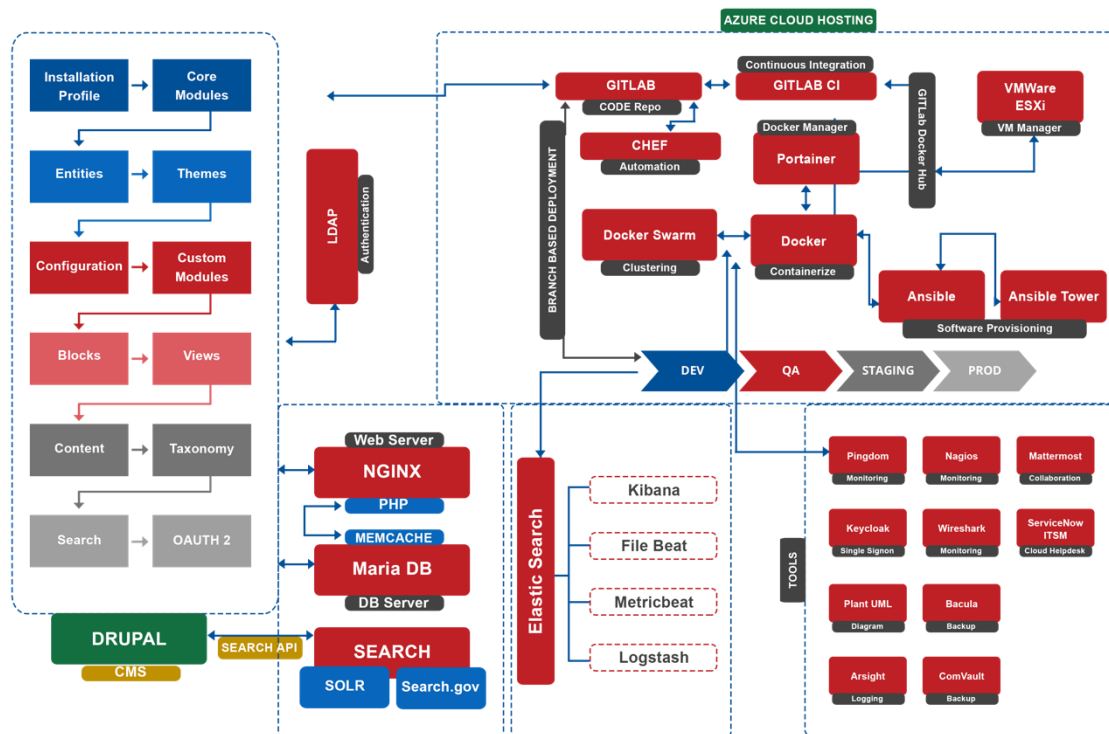 AZURE CLOUD HOSTING
Installation
Profile
Core
Modules
Entities
Themes
Configuration
Custom
Modules
Blocks
Views
Content
Taxonomy
Search
OAUTH 2
DRUPAL
CMS
SEARCH API
LDAP
Authentication
GITLAB
CODE Repo
Continuous Integration
GITLAB CI
CHEF
Automation
BRANCH BASED DEPLOYMENT
Docker Manager
Portainer
GITLab Docker Hub
VMWare
ESXi
VM Manager
Docker Swarm
Clustering
Docker
Containerize
Ansible
Ansible Tower
Software Provisioning
DEV
QA
STAGING
PROD
Web Server
NGINX
PHP
MEMCACHE
Maria DB
DB Server
SEARCH
SOLR
Search.gov
Elastic Search
Kibana
File Beat
Metricbeat
Logstash
TOOLS
Pingdom
Monitoring
Nagios
Monitoring
Mattermost
Collaboration
Keycloak
Single Signon
Wireshark
Monitoring
ServiceNow
ITSM
Cloud Helpdesk
Plant UML
Diagram
Bacula
Backup
Arsight
Logging
ComVault
Backup